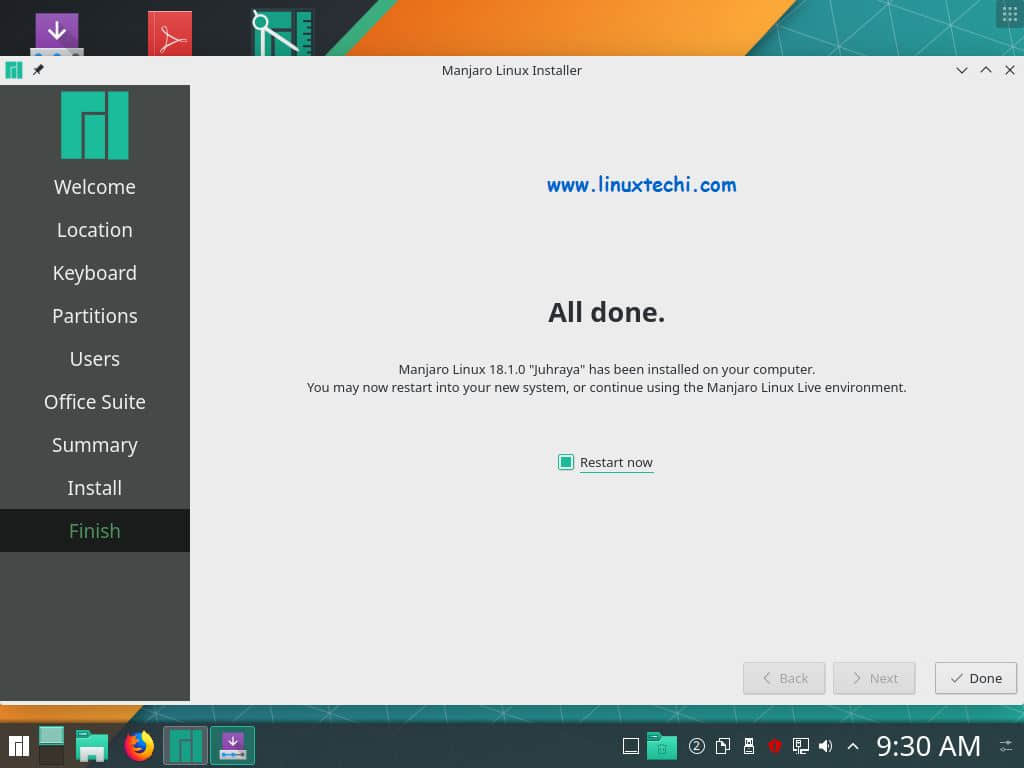 Manjaro Linux Installer
Welcome
Location
Keyboard
Partitions
Users
Office Suite
Summary
Install
Finish
www.linuxtechi.com
All done.
Manjaro Linux 18.1.0 "Juhraya" has been installed on your computer.
You may now restart into your new system, or continue using the Manjaro Linux Live environment.
Restart now
Back
Next
Done
2
9:30 AM